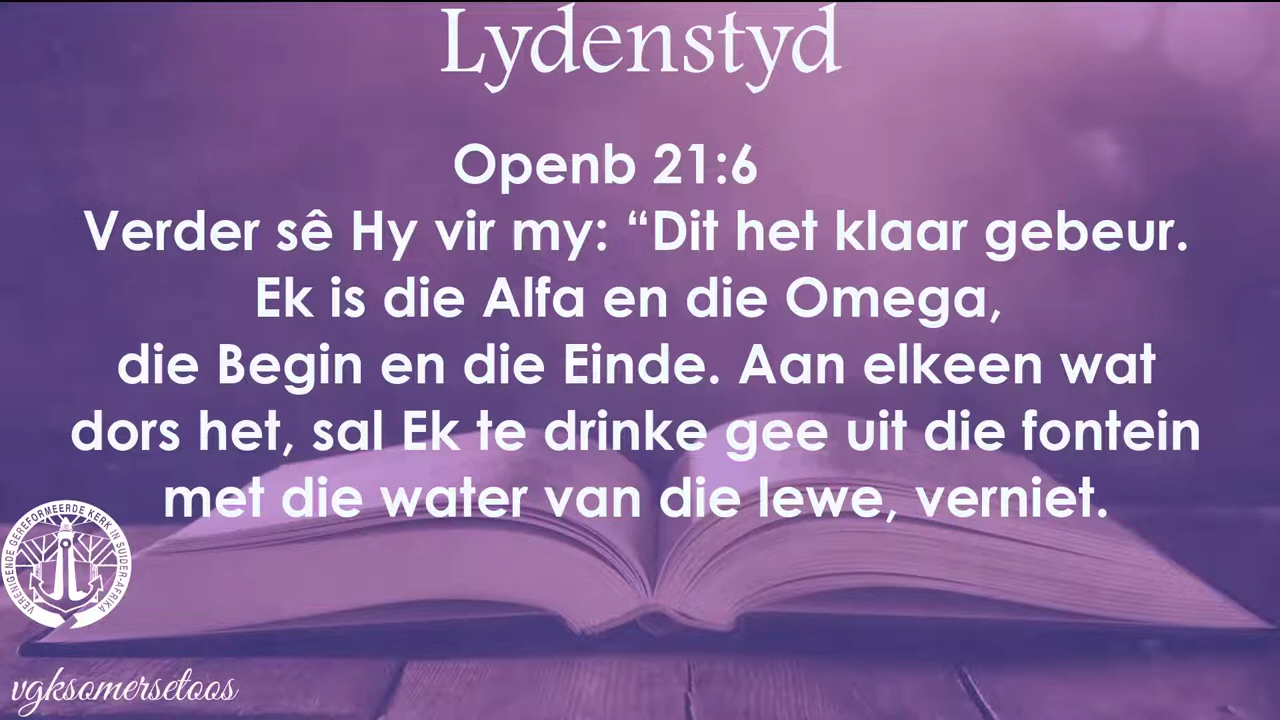 Lydenstyd
Openb 21:6
Verder sê Hy vir my: “Dit het klaar gebeur.
Ek is die Alfa en die Omega,
die Begin en die Einde. Aan elkeen wat
dors het, sal Ek te drinke gee uit die fontein
met die water van die lewe, verniet.
VERENIGENDE GEREFORMEERDE KERK IN SUIDER-AFRIKA
vgksomersetoos